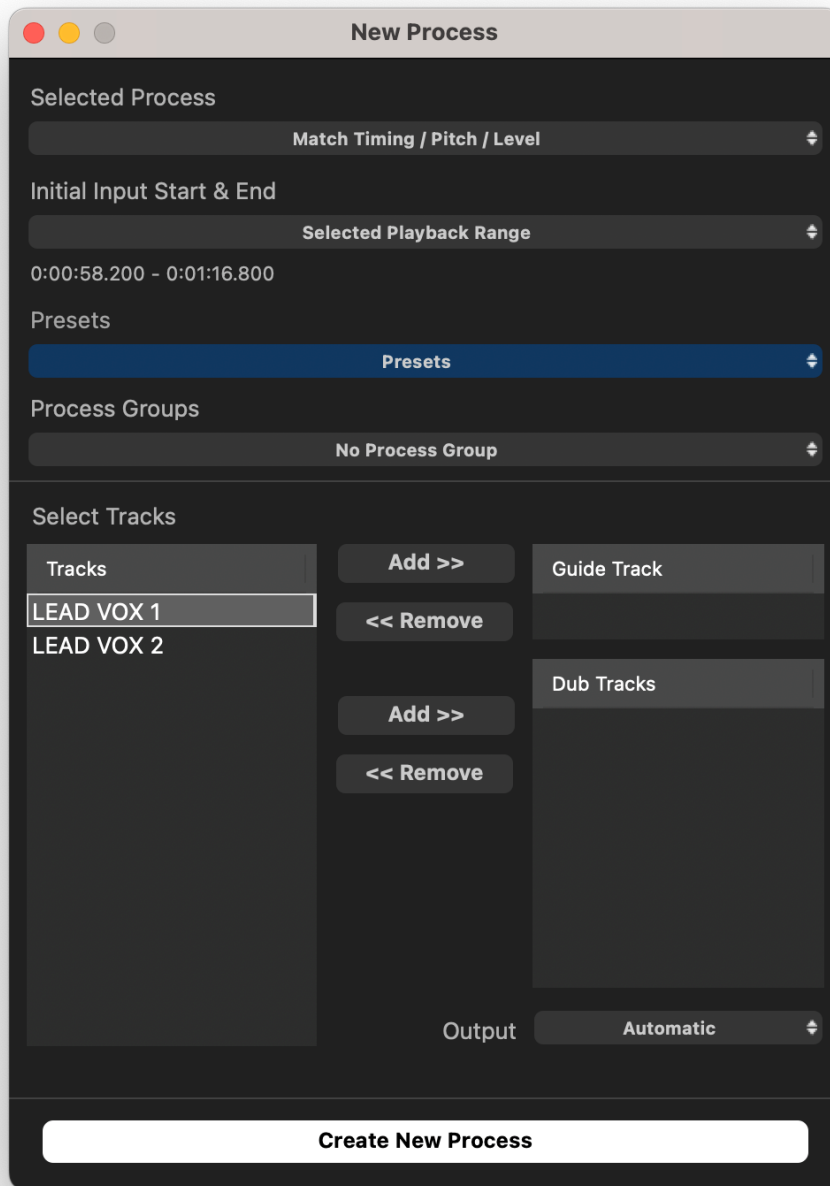 New Process
Selected Process
Match Timing / Pitch / Level
Initial Input Start & End
Selected Playback Range
0:00:58.200 - 0:01:16.800
Presets
Presets
Process Groups
No Process Group
Select Tracks
Tracks
LEAD VOX 1
LEAD VOX 2
Add >>
<< Remove
Guide Track
Add >>
<< Remove
Dub Tracks
Output
Automatic
Create New Process